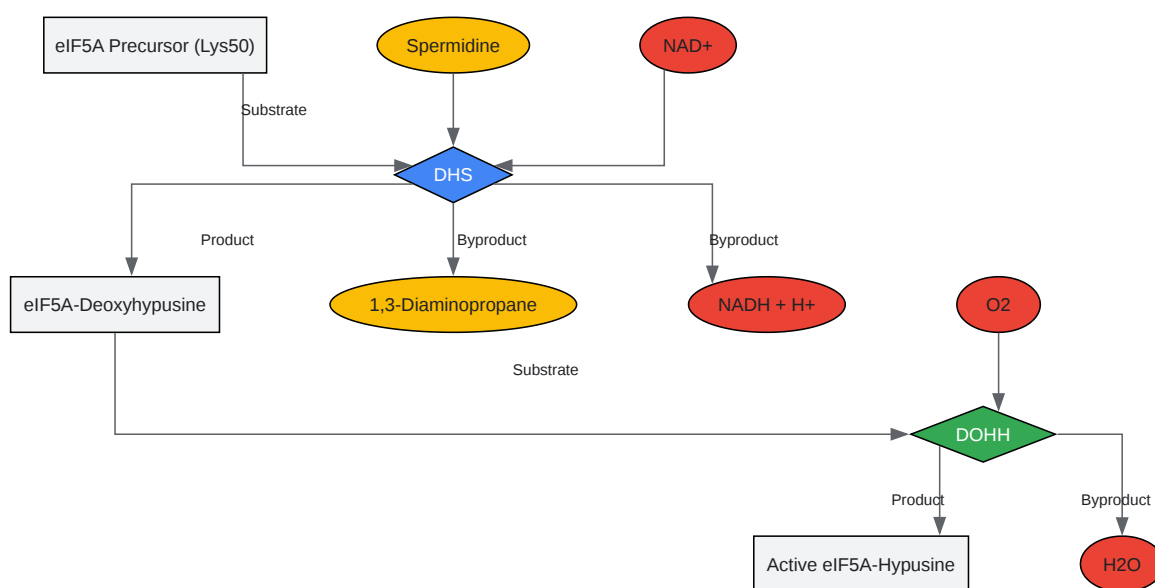 eIF5A Precursor (Lys50)
Spermidine
NAD+
Substrate
DHS
Product
Byproduct
Byproduct
eIF5A-Deoxyhypusine
1,3-Diaminopropane
NADH + H+
O2
Substrate
DOHH
Product
Byproduct
Active eIF5A-Hypusine
H2O